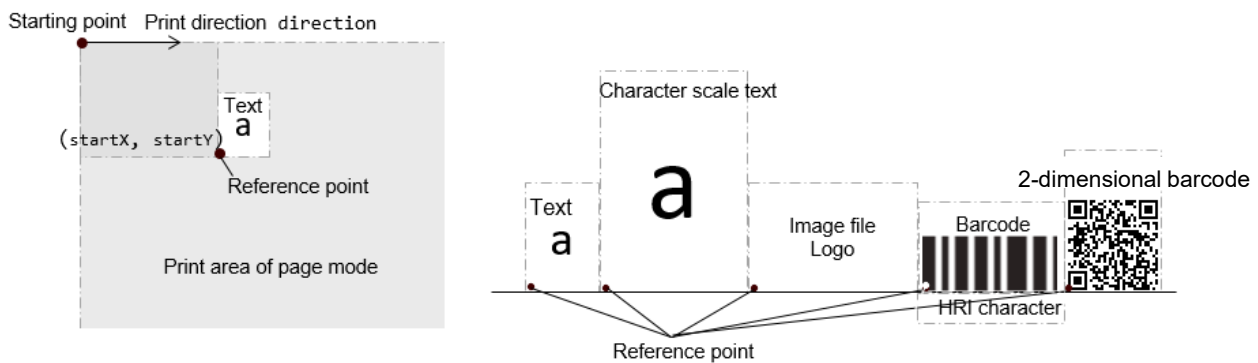 Starting point
Print direction direction
Text
a
(startX, startY)
Reference point
Print area of page mode
Character scale text
a
Text
a
Image file
Logo
Barcode
2-dimensional barcode
HRI character
Reference point